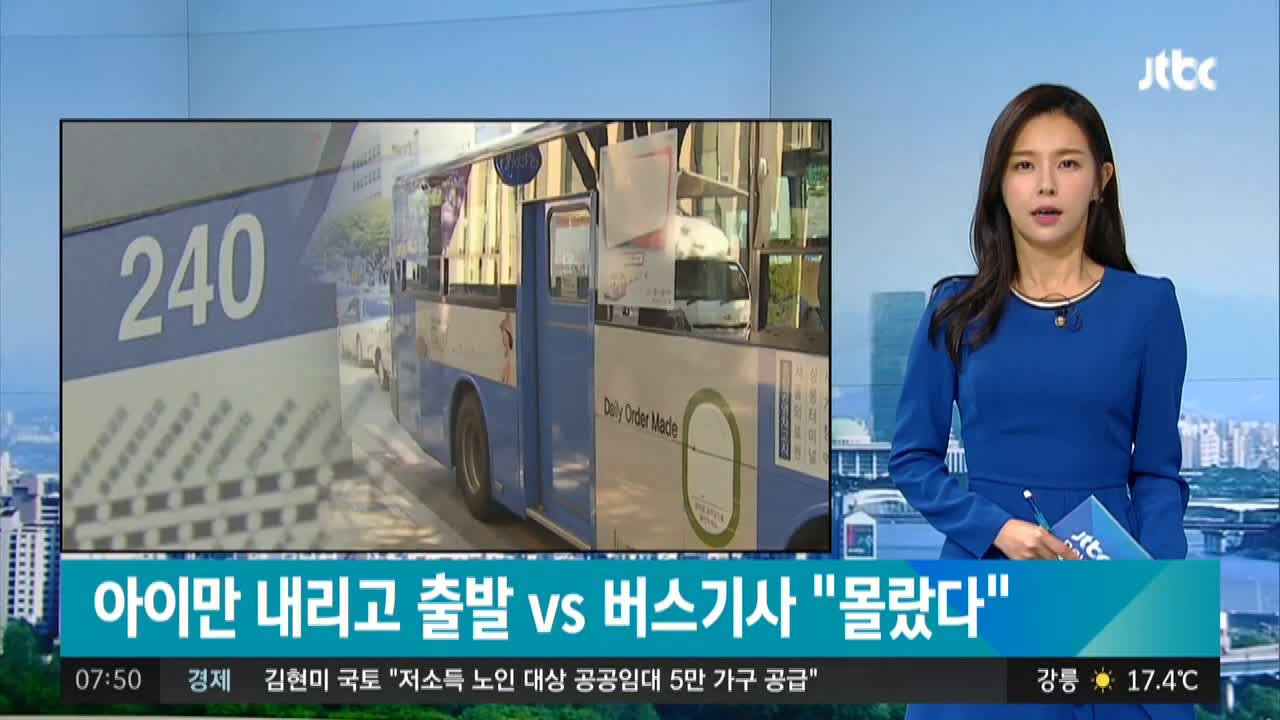 jtbc
240
Daily Order Made
jtbc
아이만 내리고 출발 vs 버스기사 "몰랐다"
07:50 경제 김현미 국토 "저소득 노인 대상 공공임대 5만 가구 공급" 강릉 17.4℃